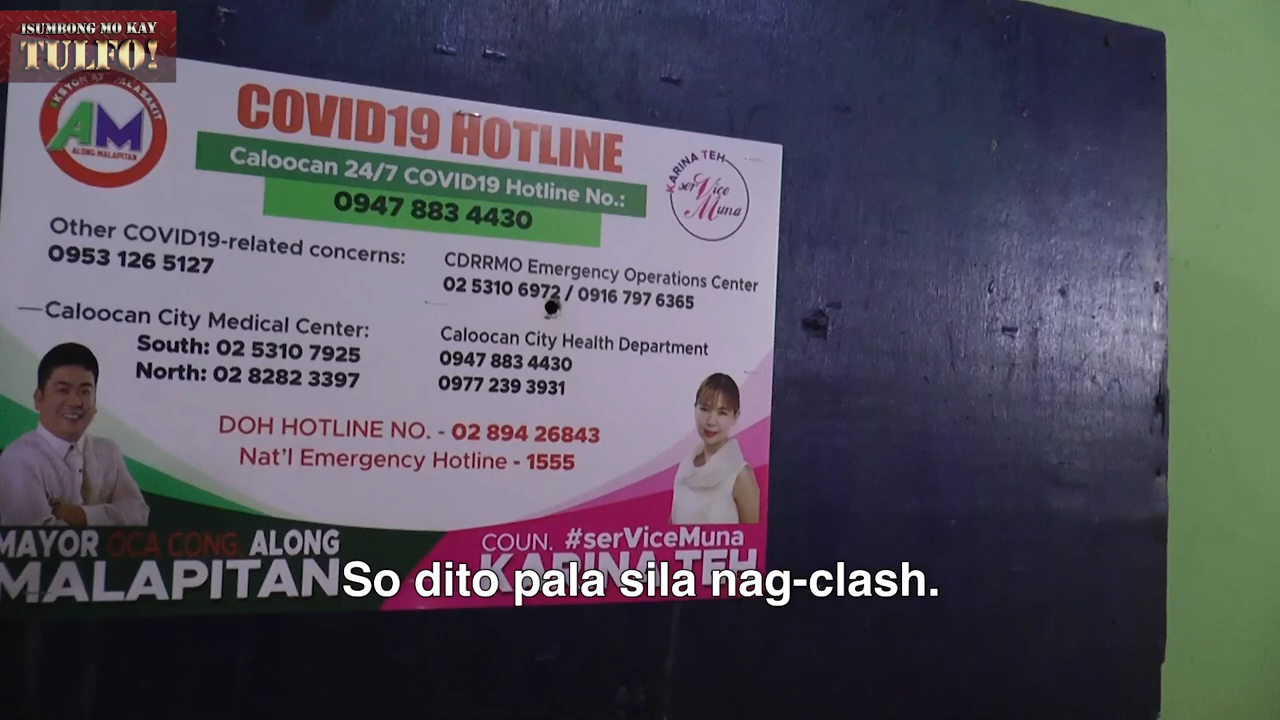 ISUMBONG MO KAY
TULFO!
AKSYON AT MALASAKIT
AM
ALONG MALAPITAN
COVID19 HOTLINE
Caloocan 24/7 COVID19 Hotline No.:
0947 883 4430
KARINA TEH
serVice
Muna
Other COVID19-related concerns:
0953 126 5127
CDRRMO Emergency Operations Center
02 5310 6972 / 0916 797 6365
Caloocan City Medical Center:
South: 02 5310 7925
North: 02 8282 3397
Caloocan City Health Department
0947 883 4430
0977 239 3931
DOH HOTLINE NO. - 02 894 26843
Nat'l Emergency Hotline - 1555
MAYOR OCA CONG. ALONG
MALAPITAN
COUN. #serViceMuna
KARINA TEH
So dito pala sila nag-clash.